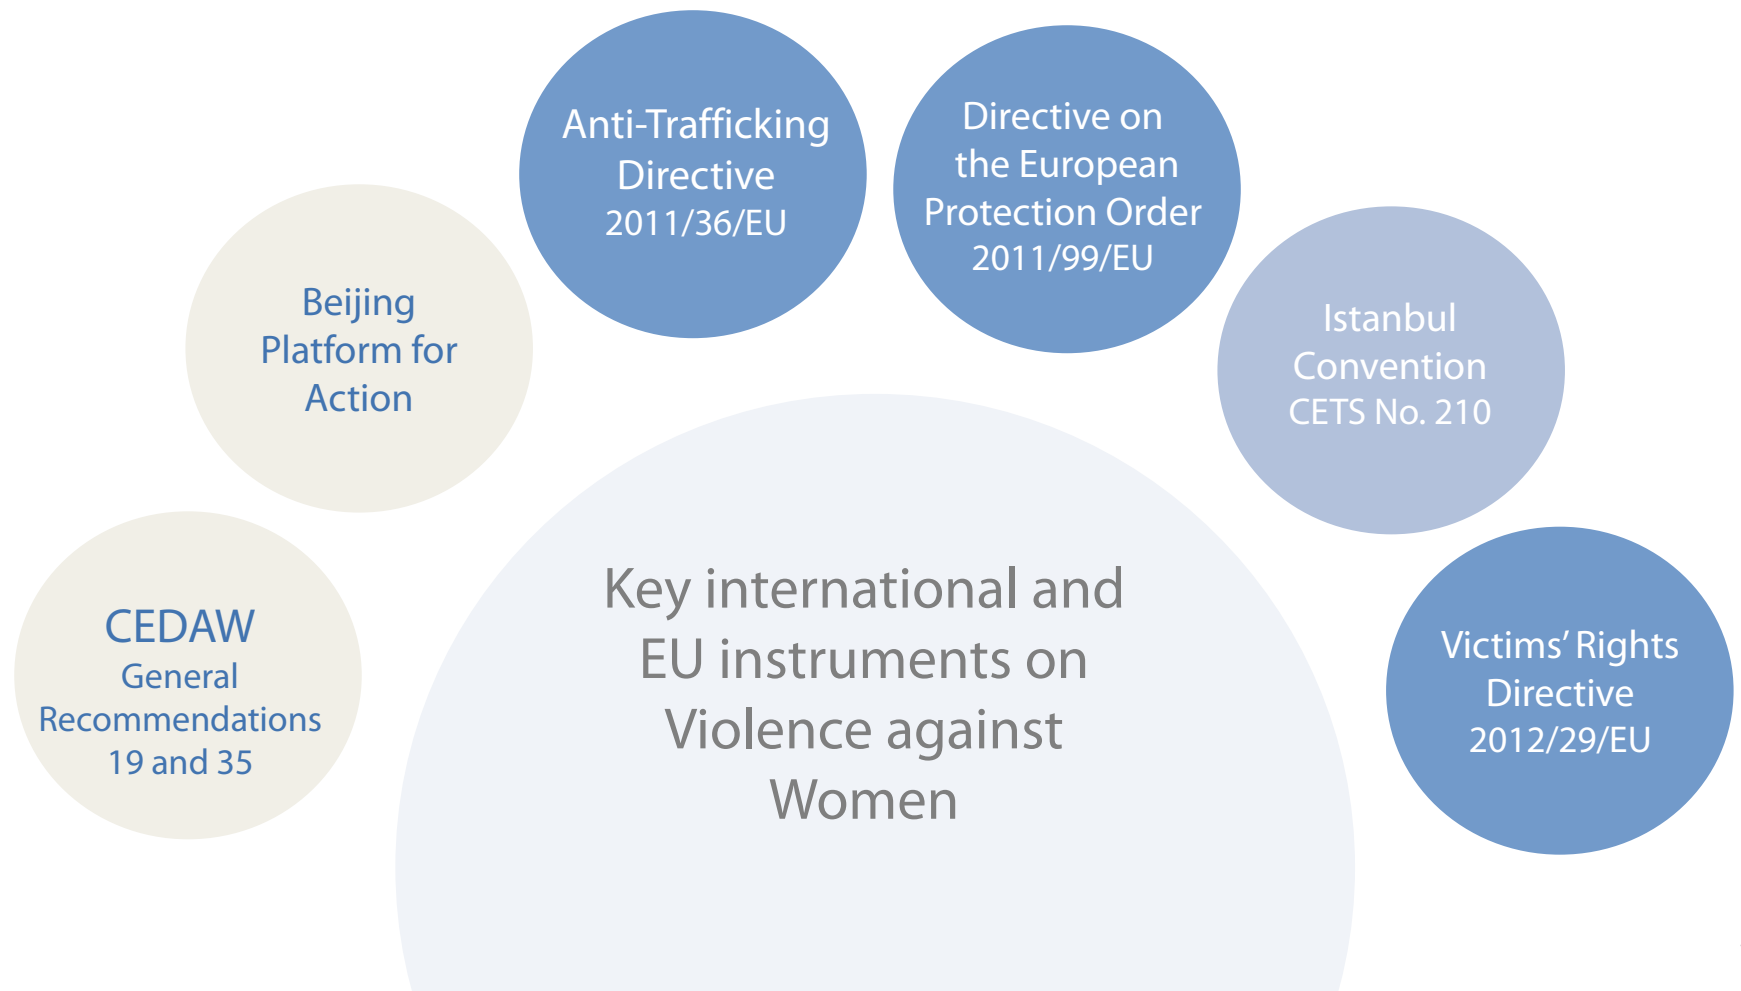 Anti-Trafficking
Directive
2011/36/EU
Directive on
the European
Protection Order
2011/99/EU
Beijing
Platform for
Action
Istanbul
Convention
CETS No. 210
CEDAW
General
Recommendations
19 and 35
Key international and
EU instruments on
Violence against
Women
Victims’ Rights
Directive
2012/29/EU